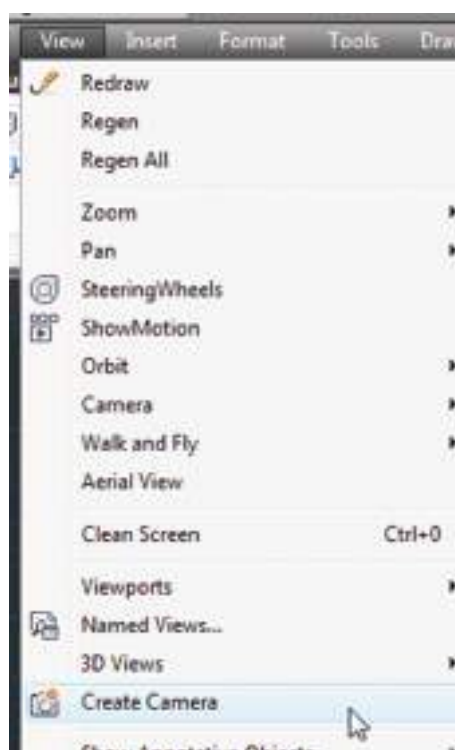 View Insert Format Tools
Redraw
Regen
Regen All
Zoom
Pan
SteeringWheels
ShowMotion
Orbit
Camera
Walk and Fly
Aerial View
Clean Screen Ctrl+0
Viewports
Named Views...
3D Views
Create Camera